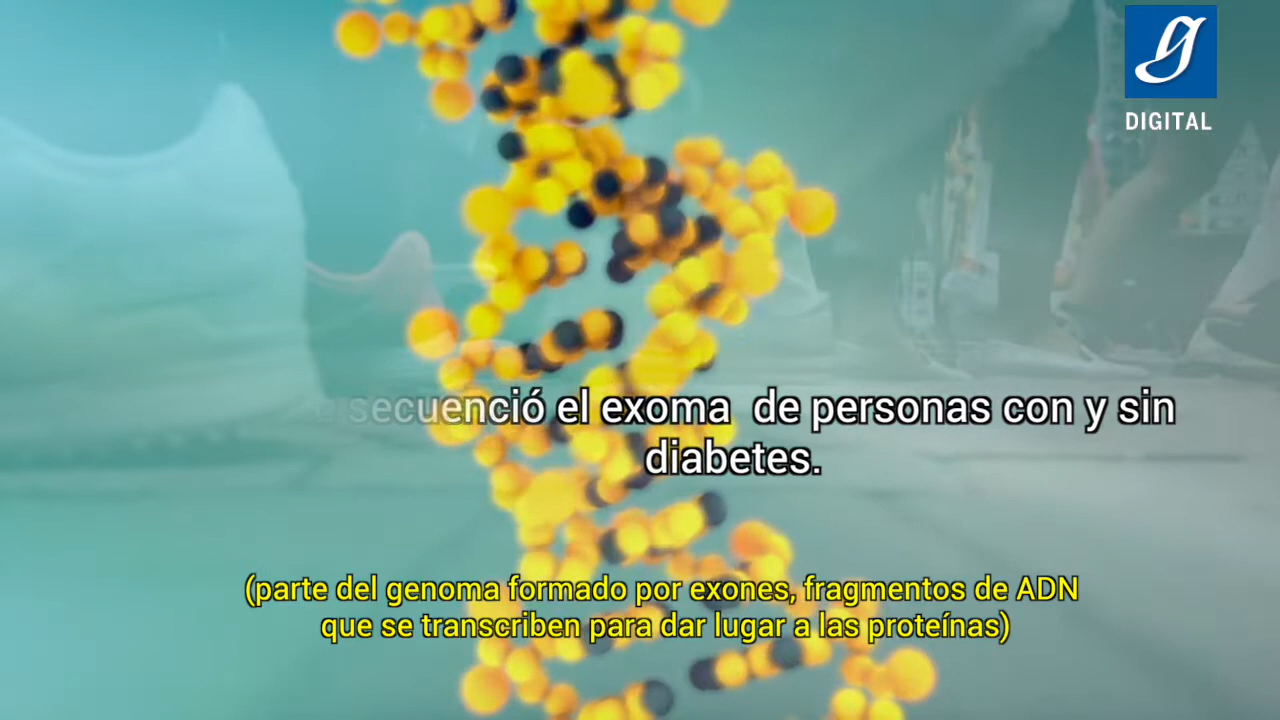 DIGITAL
secuenció el exoma de personas con y sin
diabetes.
(parte del genoma formado por exones, fragmentos de ADN
que se transcriben para dar lugar a las proteínas)